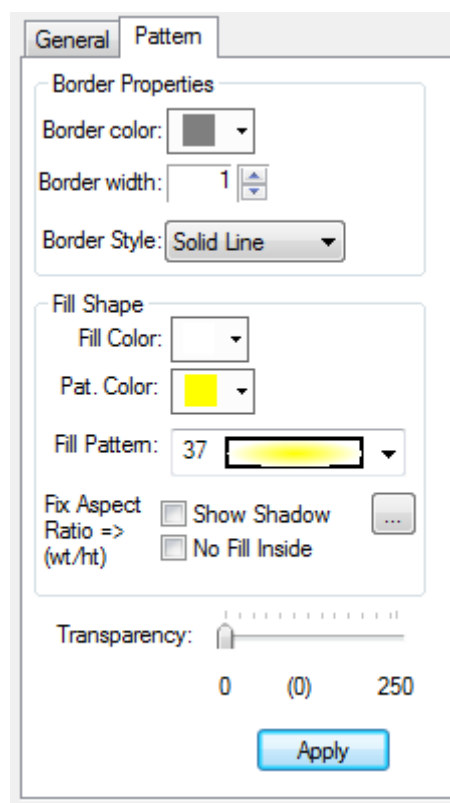 General Pattern
Border Properties
Border color:
Border width: 1
Border Style: Solid Line
Fill Shape
Fill Color:
Pat. Color:
Fill Pattern: 37
Fix Aspect
Ratio =>
(wt/ht)
Show Shadow ...
No Fill Inside
Transparency:
0 (0) 250
Apply